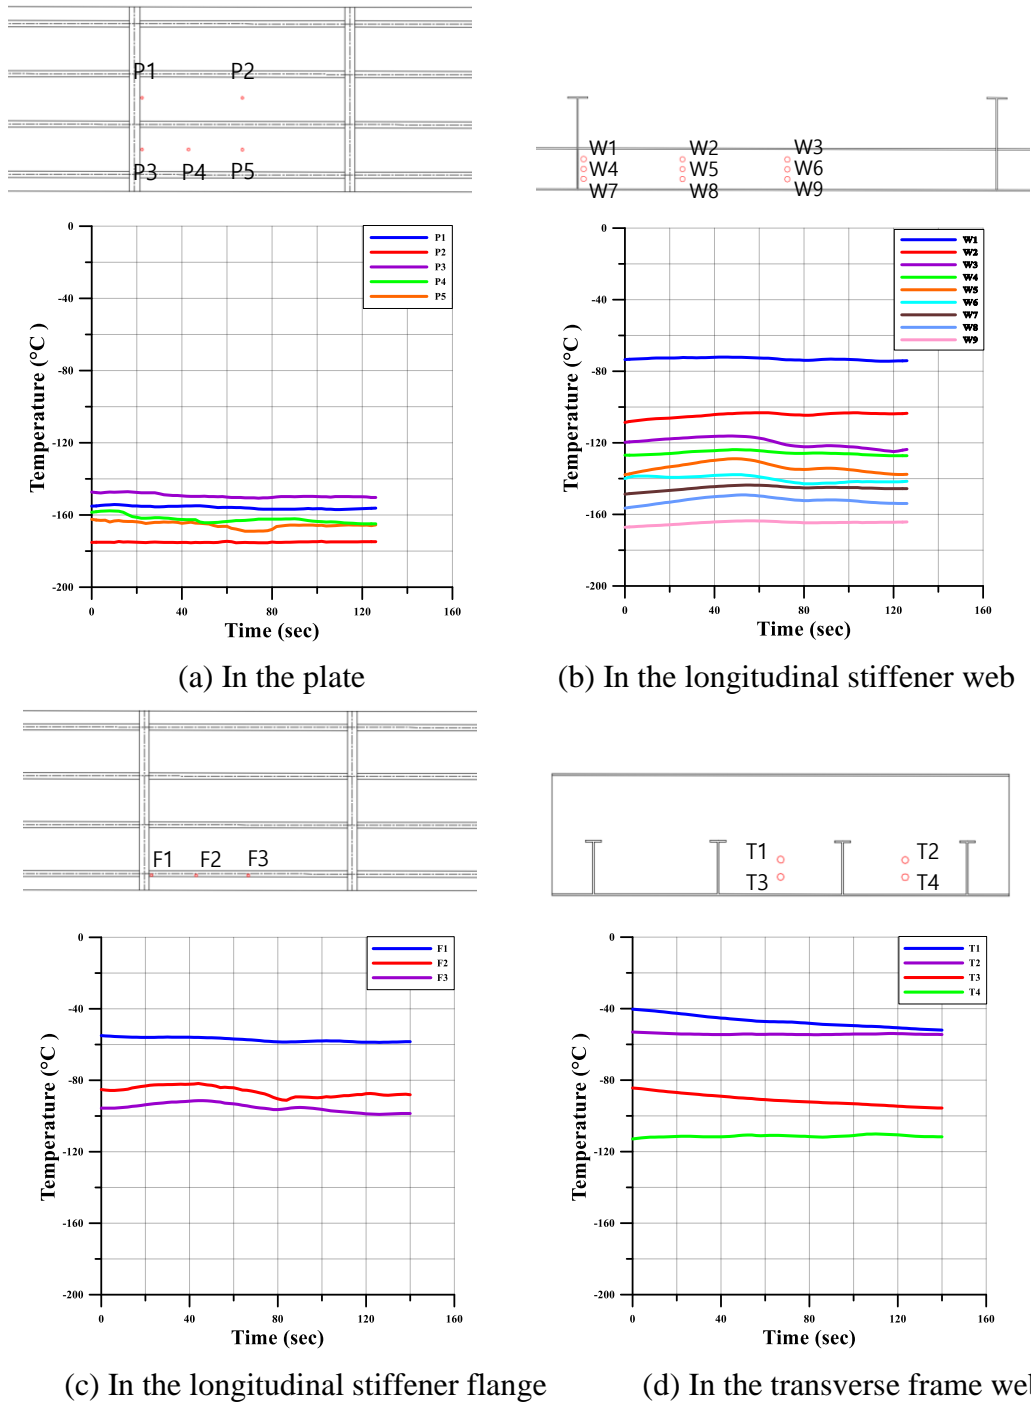 P1 P2
P3 P4 P5
W1 W2 W3
W4 W5 W6
W7 W8 W9
0
-40
-80
-120
-160
-200
Temperature (°C )
P1
P2
P3
P4
P5
0 40 80 120 160
Time (sec)
(a) In the plate
0
-40
-80
-120
-160
-200
Temperature (°C )
W1
W2
W3
W4
W5
W6
W7
W8
W9
0 40 80 120 160
Time (sec)
(b) In the longitudinal stiffener web
F1 F2 F3
T1 T2
T3 T4
0
-40
-80
-120
-160
-200
Temperature (°C )
F1
F2
F3
0 40 80 120 160
Time (sec)
(c) In the longitudinal stiffener flange
0
-40
-80
-120
-160
-200
Temperature (°C )
T1
T2
T3
T4
0 40 80 120 160
Time (sec)
(d) In the transverse frame web